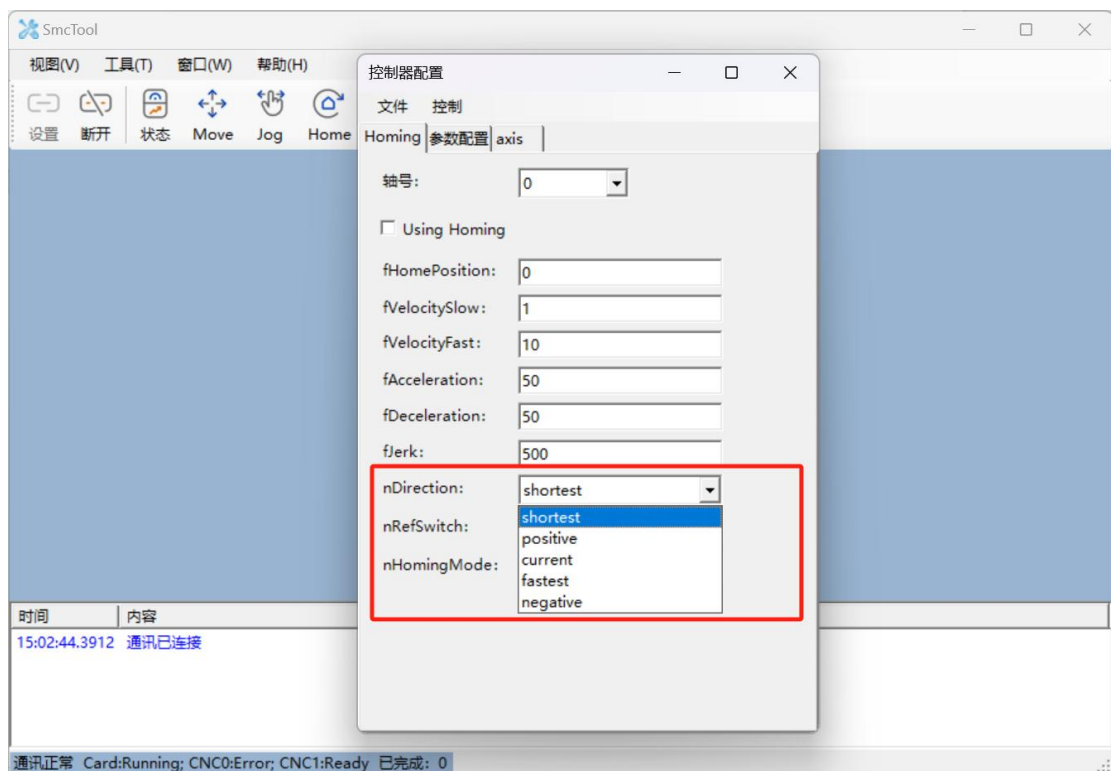 SmcTool
视图(V) 工具(T) 窗口(W) 帮助(H)
设置 断开 状态 Move Jog Home
控制器配置
文件 控制
Homing 参数配置 axis
轴号: 0
Using Homing
fHomePosition: 0
fVelocitySlow: 1
fVelocityFast: 10
fAcceleration: 50
fDeceleration: 50
fJerk: 500
nDirection: shortest
shortest
nRefSwitch:
positive
current
nHomingMode:
fastest
negative
时间 内容
15:02:44.3912 通讯已连接
通讯正常 Card:Running; CNC0:Error; CNC1:Ready 已完成: 0